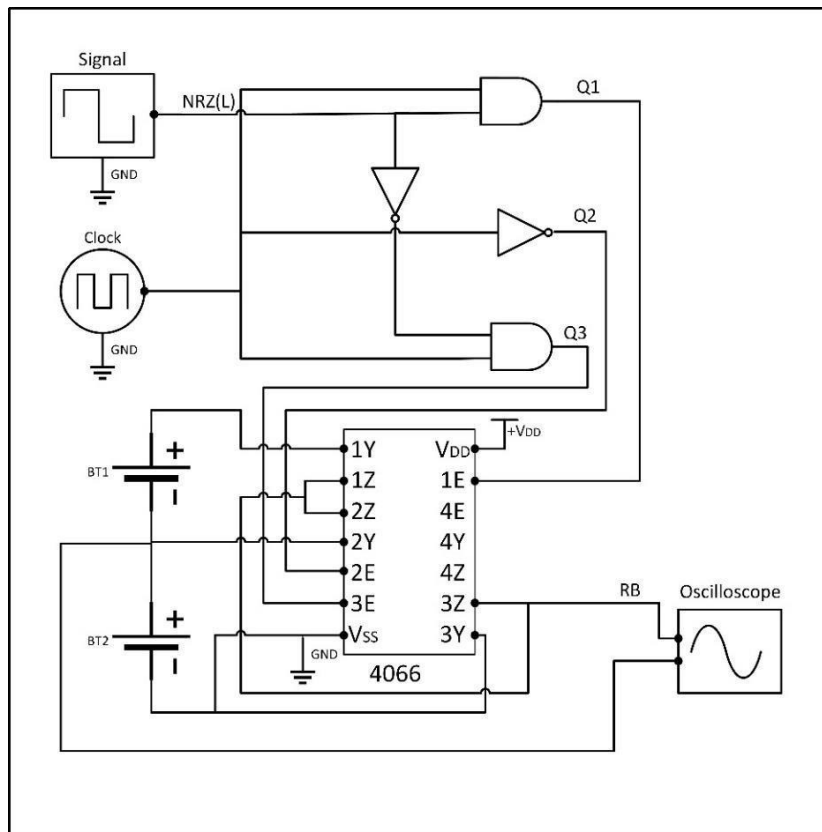 Signal
NRZ(L)
Q1
GND
Q2
Clock
Q3
GND
+VDD
+
BT1
-
1Y
VDD
1Z
1E
2Z
4E
2Y
4Y
2E
4Z
+
BT2
-
3E
3Z
RB
Oscilloscope
VSS
3Y
GND
4066